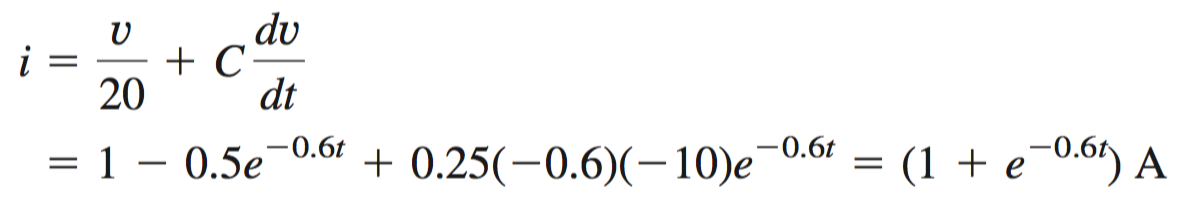 i = v/20 + C dv/dt
= 1 − 0.5e^{−0.6t} + 0.25(−0.6)(−10)e^{−0.6t} = (1 + e^{−0.6t}) A